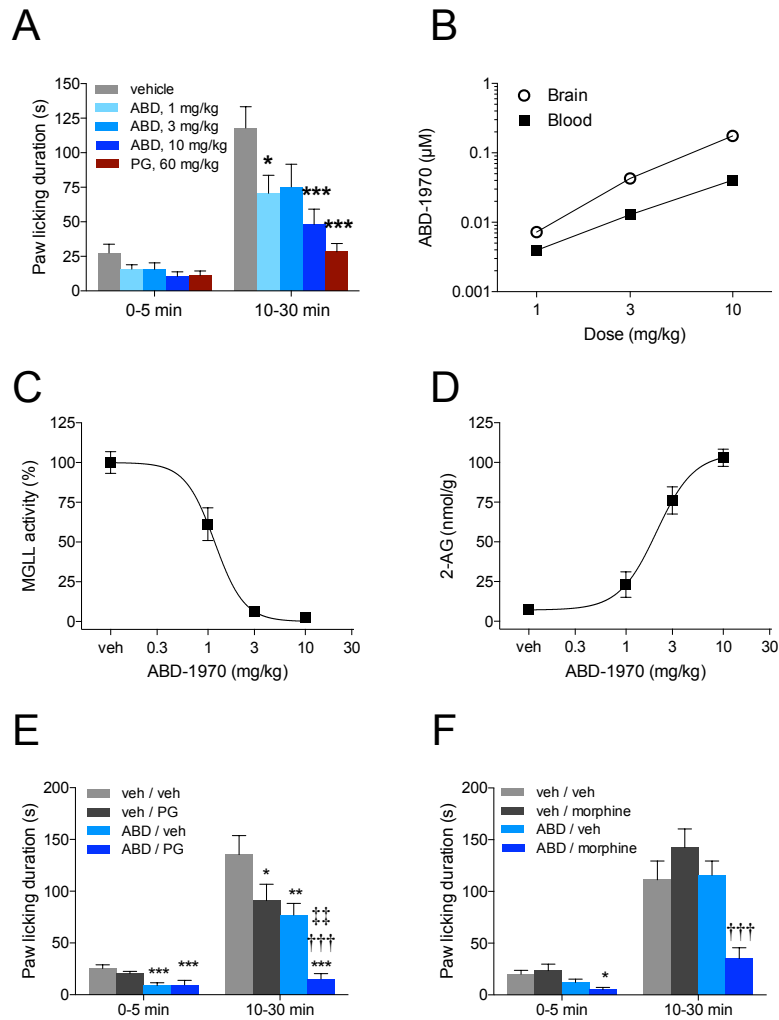 A
Paw licking duration (s)
150
125
100
75
50
25
0
vehicle
ABD, 1 mg/kg
ABD, 3 mg/kg
ABD, 10 mg/kg
PG, 60 mg/kg
*
***
***
0-5 min
10-30 min
B
ABD-1970 (µM)
1
0.1
0.01
0.001
Brain
Blood
1
3
10
Dose (mg/kg)
C
MGLL activity (%)
125
100
75
50
25
0
veh
0.3
1
3
10
30
ABD-1970 (mg/kg)
D
2-AG (nmol/g)
125
100
75
50
25
0
veh
0.3
1
3
10
30
ABD-1970 (mg/kg)
E
Paw licking duration (s)
200
150
100
50
0
veh / veh
veh / PG
ABD / veh
ABD / PG
***
***
*
**
‡‡
†††
***
0-5 min
10-30 min
F
Paw licking duration (s)
200
150
100
50
0
veh / veh
veh / morphine
ABD / veh
ABD / morphine
*
†††
0-5 min
10-30 min